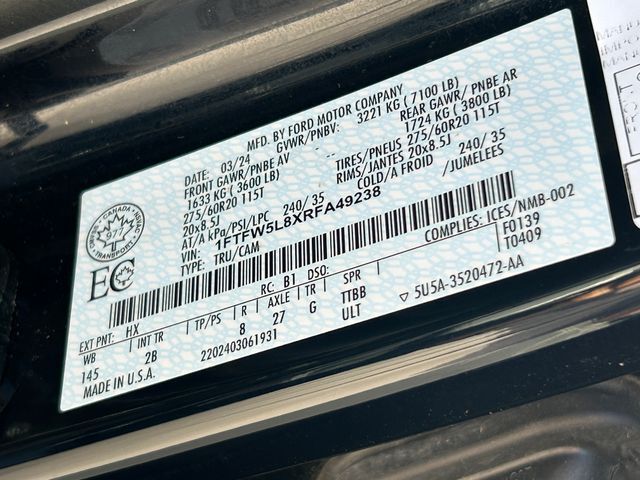 MFD. BY FORD MOTOR COMPANY
DATE: 03/24 GVWR/PNBV: 3221 KG ( 7100 LB)
FRONT GAWR/PNBE AV REAR GAWR/PNBE AR
1633 KG ( 3600 LB) -- 1724 KG ( 3800 LB)
275/60R20 115T TIRES/PNEUS 275/60R20 115T
20x8.5J RIMS/JANTES 20x8.5J
AT/A kPa/PSI/LPC 240/ 35 COLD/A FROID 240/ 35
VIN: 1FTFW5L8XRFA49238 /JUMELEES
TYPE: TRU/CAM
CANADA
977
TRANSPORT
EC
COMPLIES: ICES/NMB-002
RC: B1 DSO: F0139
T0409
EXT PNT: HX
WB INT TR TP/PS R AXLE TR SPR
145 2B 8 27 G TTBB
ULT
5U5A-3520472-AA
MADE IN U.S.A. 2202403061931